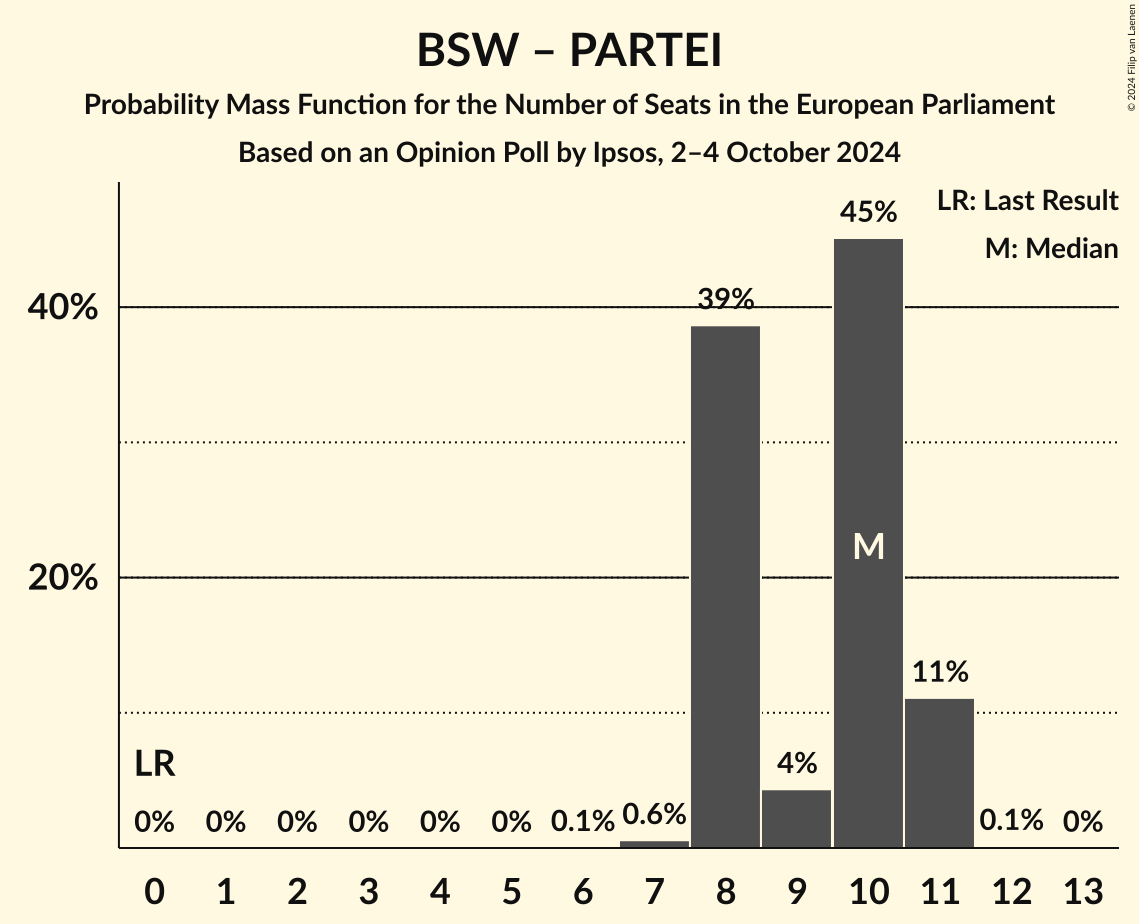 BSW – PARTEI
Probability Mass Function for the Number of Seats in the European Parliament
Based on an Opinion Poll by Ipsos, 2–4 October 2024
© 2024 Filip van Laenen
LR: Last Result
M: Median
45%
39%
40%
M
20%
11%
LR
4%
0% 0% 0% 0% 0% 0% 0.1% 0.6% 0.1% 0%
0 1 2 3 4 5 6 7 8 9 10 11 12 13